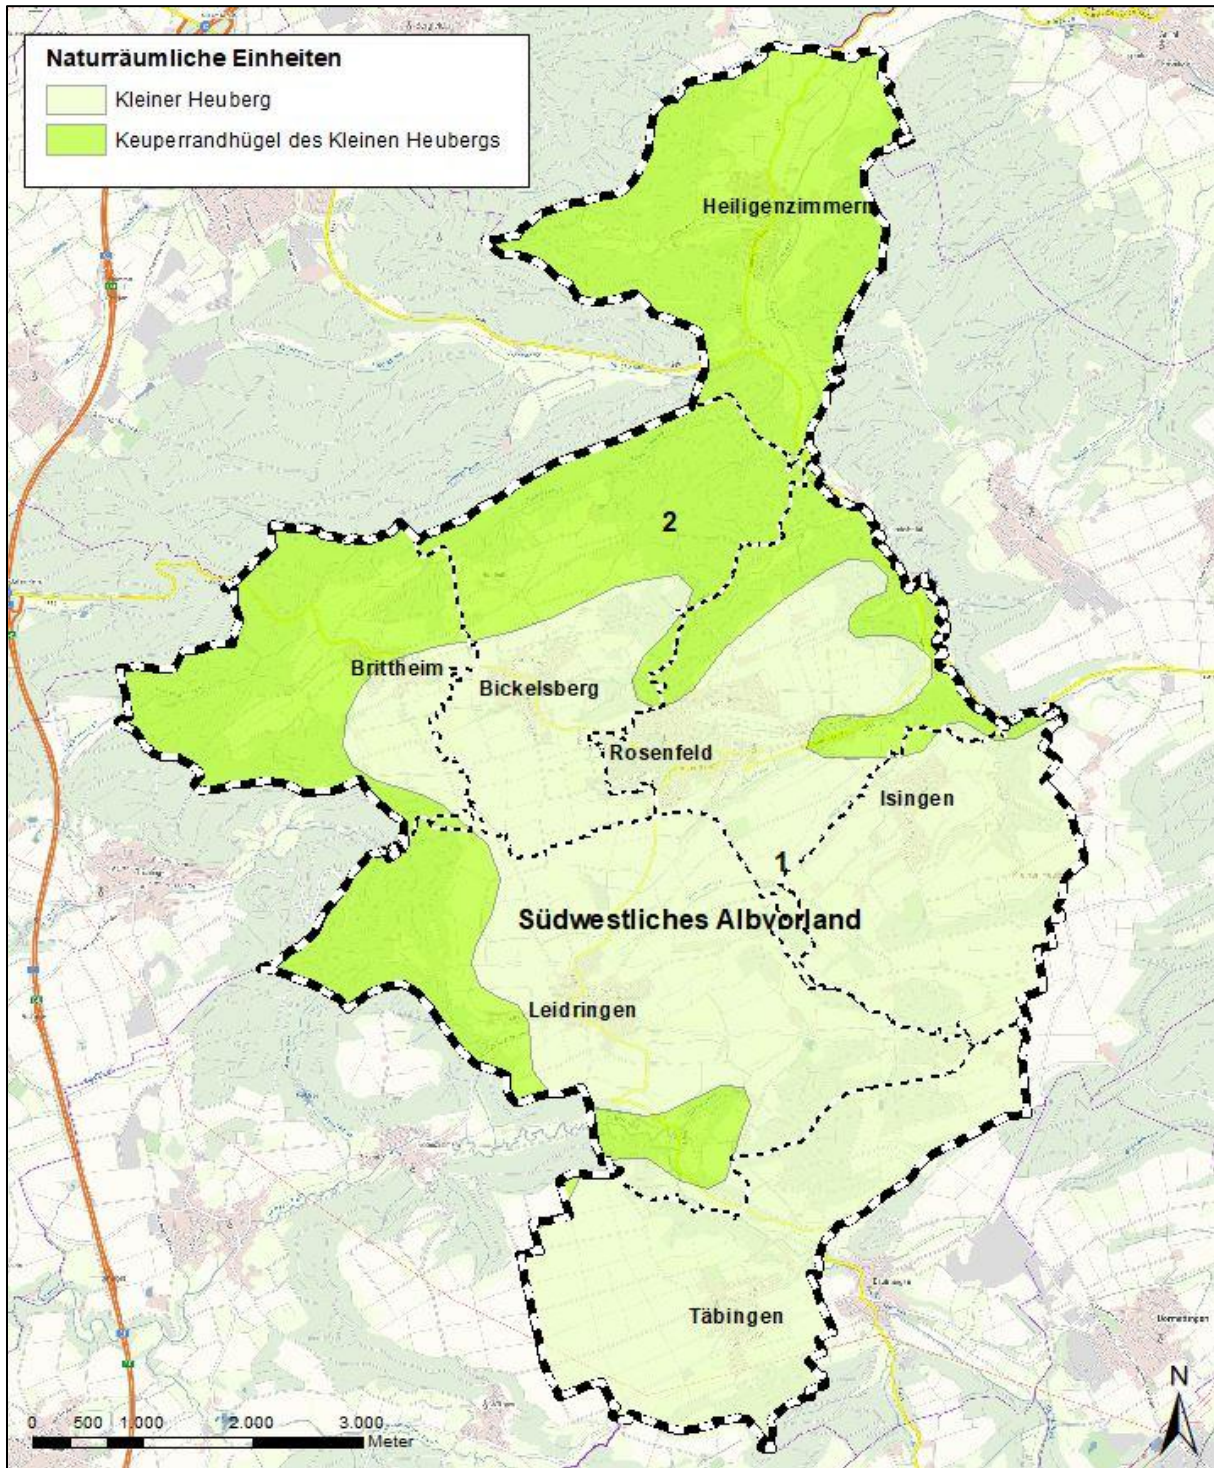 Naturräumliche Einheiten
Kleiner Heuberg
Keuperrandhügel des Kleinen Heubergs
Heiligenzimmern
2
Brittheim
Bickelsberg
Rosenfeld
Isingen
1
Südwestliches Albvorland
Leidringen
Täbingen
Dormettingen
N
0 500 1.000 2.000 3.000
Meter